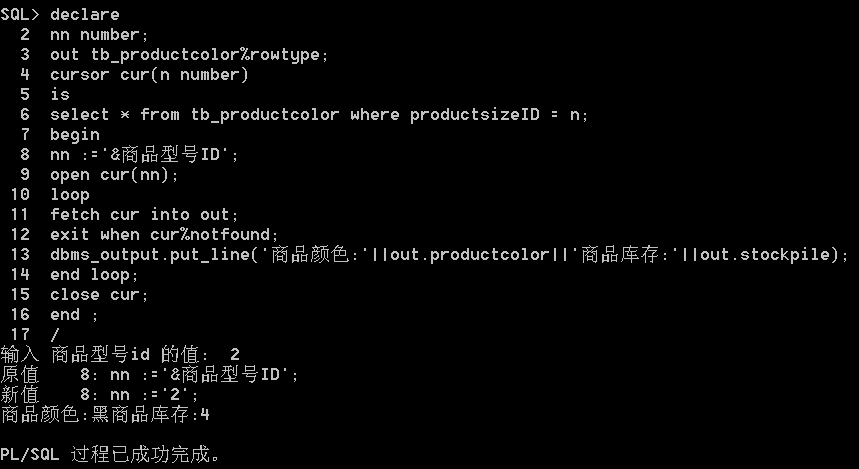 SQL> declare
  2  nn number;
  3  out tb_productcolor%rowtype;
  4  cursor cur(n number)
  5  is
  6  select * from tb_productcolor where productsizeID = n;
  7  begin
  8  nn :='&商品型号ID';
  9  open cur(nn);
 10  loop
 11  fetch cur into out;
 12  exit when cur%notfound;
 13  dbms_output.put_line('商品颜色:'||out.productcolor||'商品库存:'||out.stockpile);
 14  end loop;
 15  close cur;
 16  end ;
 17  /
输入 商品型号id 的值:  2
原值    8: nn :='&商品型号ID';
新值    8: nn :='2';
商品颜色:黑商品库存:4
PL/SQL 过程已成功完成。